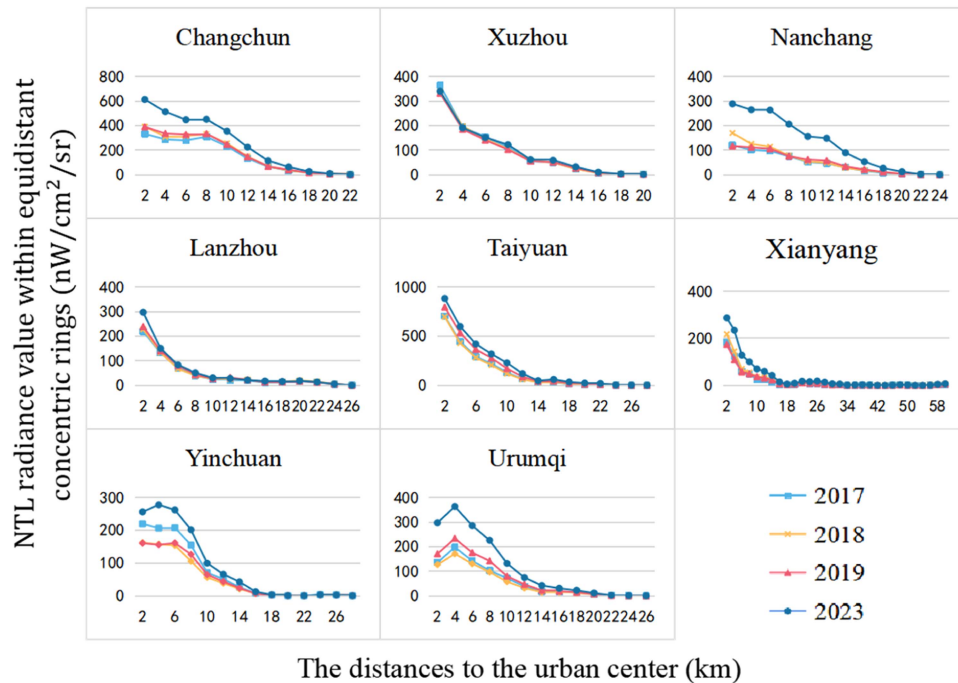 NTL radiance value within equidistant
concentric rings (nW/cm²/sr)
Changchun
800
600
400
200
0
2 4 6 8 10 12 14 16 18 20 22
Xuzhou
400
300
200
100
0
2 4 6 8 10 12 14 16 18 20
Nanchang
400
300
200
100
0
2 4 6 8 10 12 14 16 18 20 22 24
Lanzhou
400
300
200
100
0
2 4 6 8 10 12 14 16 18 20 22 24 26
Taiyuan
1000
500
0
2 6 10 14 18 22 26
Xianyang
400
200
0
2 10 18 26 34 42 50 58
Yinchuan
300
200
100
0
2 6 10 14 18 22 26
Urumqi
400
300
200
100
0
2 4 6 8 10 12 14 16 18 20 22 24 26
2017
2018
2019
2023
The distances to the urban center (km)